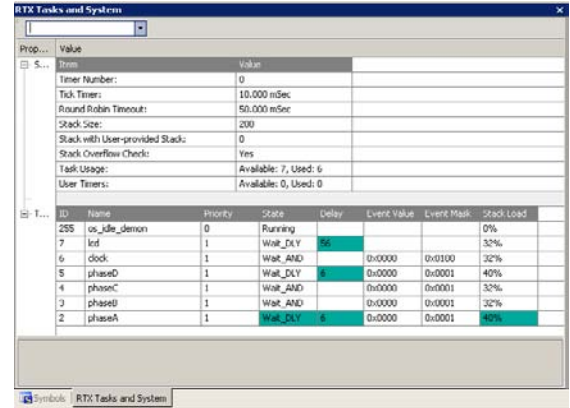 RTX Tasks and System
Prop... Value
S... Item Value
Timer Number: 0
Tick Timer: 10.000 mSec
Round Robin Timeout: 50.000 mSec
Stack Size: 200
Stack with User-provided Stack: 0
Stack Overflow Check: Yes
Task Usage: Available: 7, Used: 6
User Timers: Available: 0, Used: 0
T... ID Name Priority State Delay Event Value Event Mask Stack Load
255 os_idle_demon 0 Running 0%
7 lcd 1 Wait_DLY 56 32%
6 clock 1 Wait_AND 0x0000 0x0100 32%
5 phaseD 1 Wait_DLY 6 0x0000 0x0001 40%
4 phaseC 1 Wait_AND 0x0000 0x0001 32%
3 phaseB 1 Wait_AND 0x0000 0x0001 32%
2 phaseA 1 Wait_DLY 6 0x0000 0x0001 40%
Symbols RTX Tasks and System